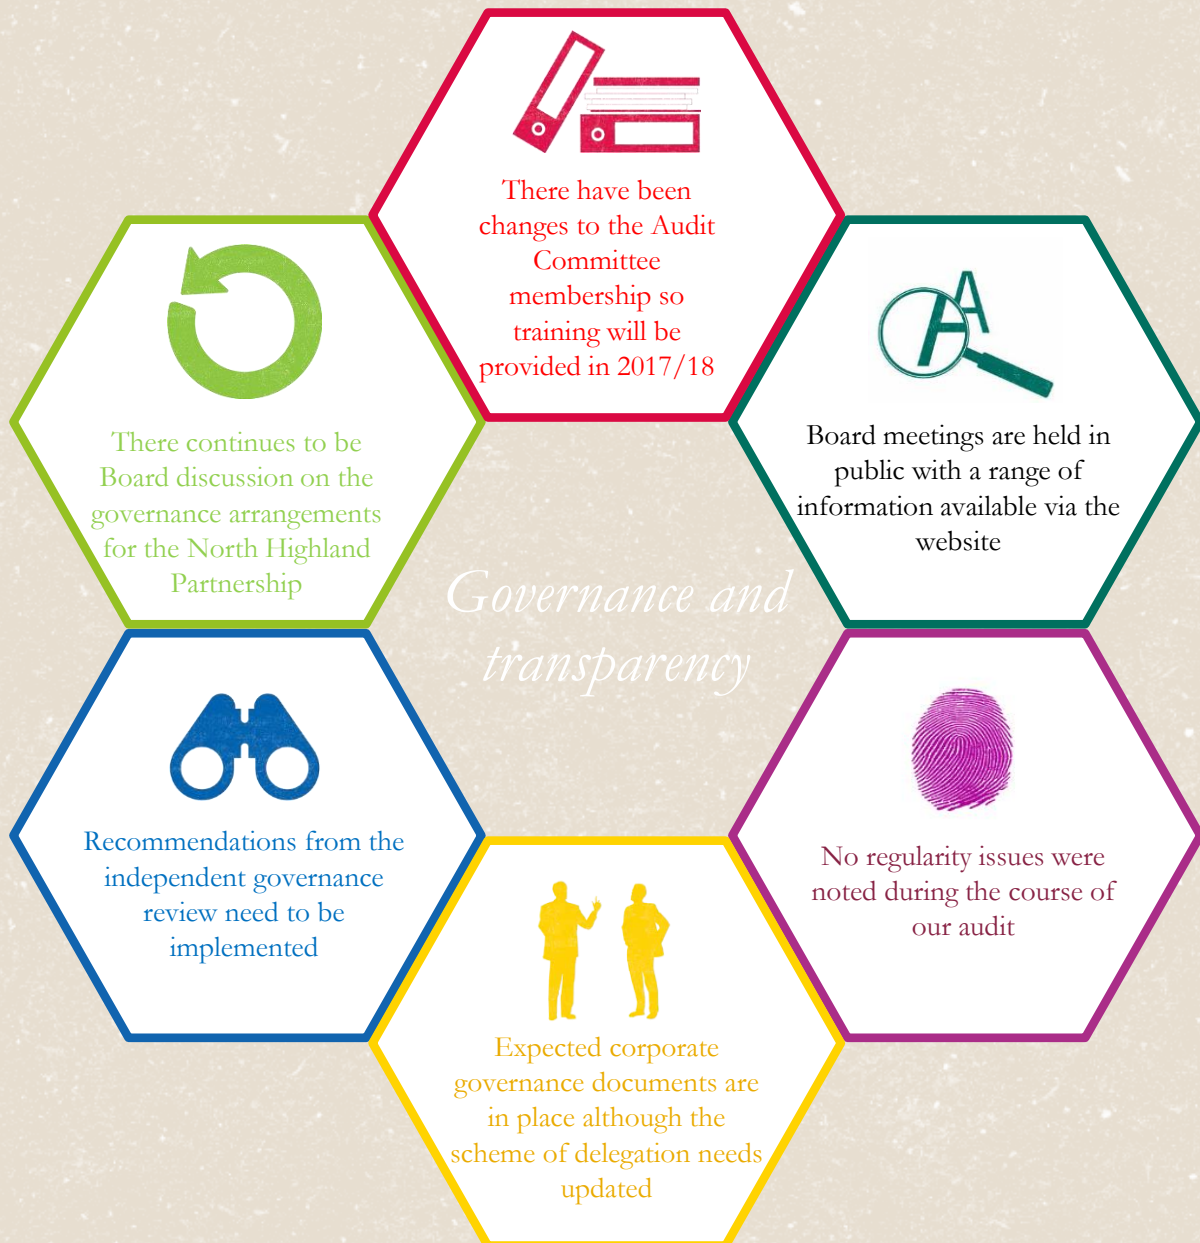 There have been
changes to the Audit
Committee
membership so
training will be
provided in 2017/18
There continues to be
Board discussion on the
governance arrangements
for the North Highland
Partnership
Board meetings are held in
public with a range of
information available via the
website
Governance and
transparency
Recommendations from the
independent governance
review need to be
implemented
No regularity issues were
noted during the course of
our audit
Expected corporate
governance documents are
in place although the
scheme of delegation needs
updated